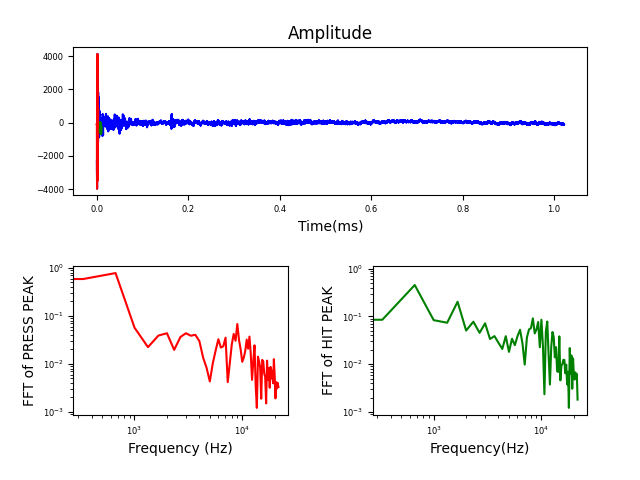 Amplitude
4000
2000
0
−2000
−4000
0.0 0.2 0.4 0.6 0.8 1.0
Time(ms)
FFT of PRESS PEAK
10⁰
10⁻¹
10⁻²
10⁻³
10³ 10⁴
Frequency (Hz)
FFT of HIT PEAK
10⁰
10⁻¹
10⁻²
10⁻³
10³ 10⁴
Frequency(Hz)